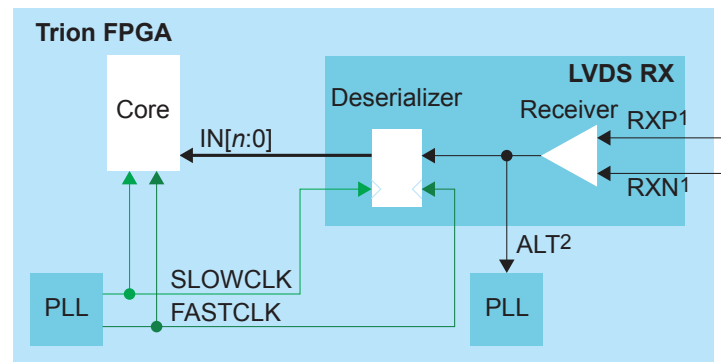 Trion FPGA
LVDS RX
Deserializer
Core
Receiver
RXP1
IN[n:0]
RXN1
ALT2
SLOWCLK
PLL
FASTCLK
PLL